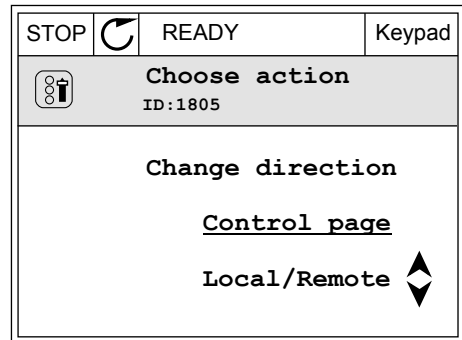 STOP READY Keypad
Choose action
ID:1805
Change direction
Control page
Local/Remote